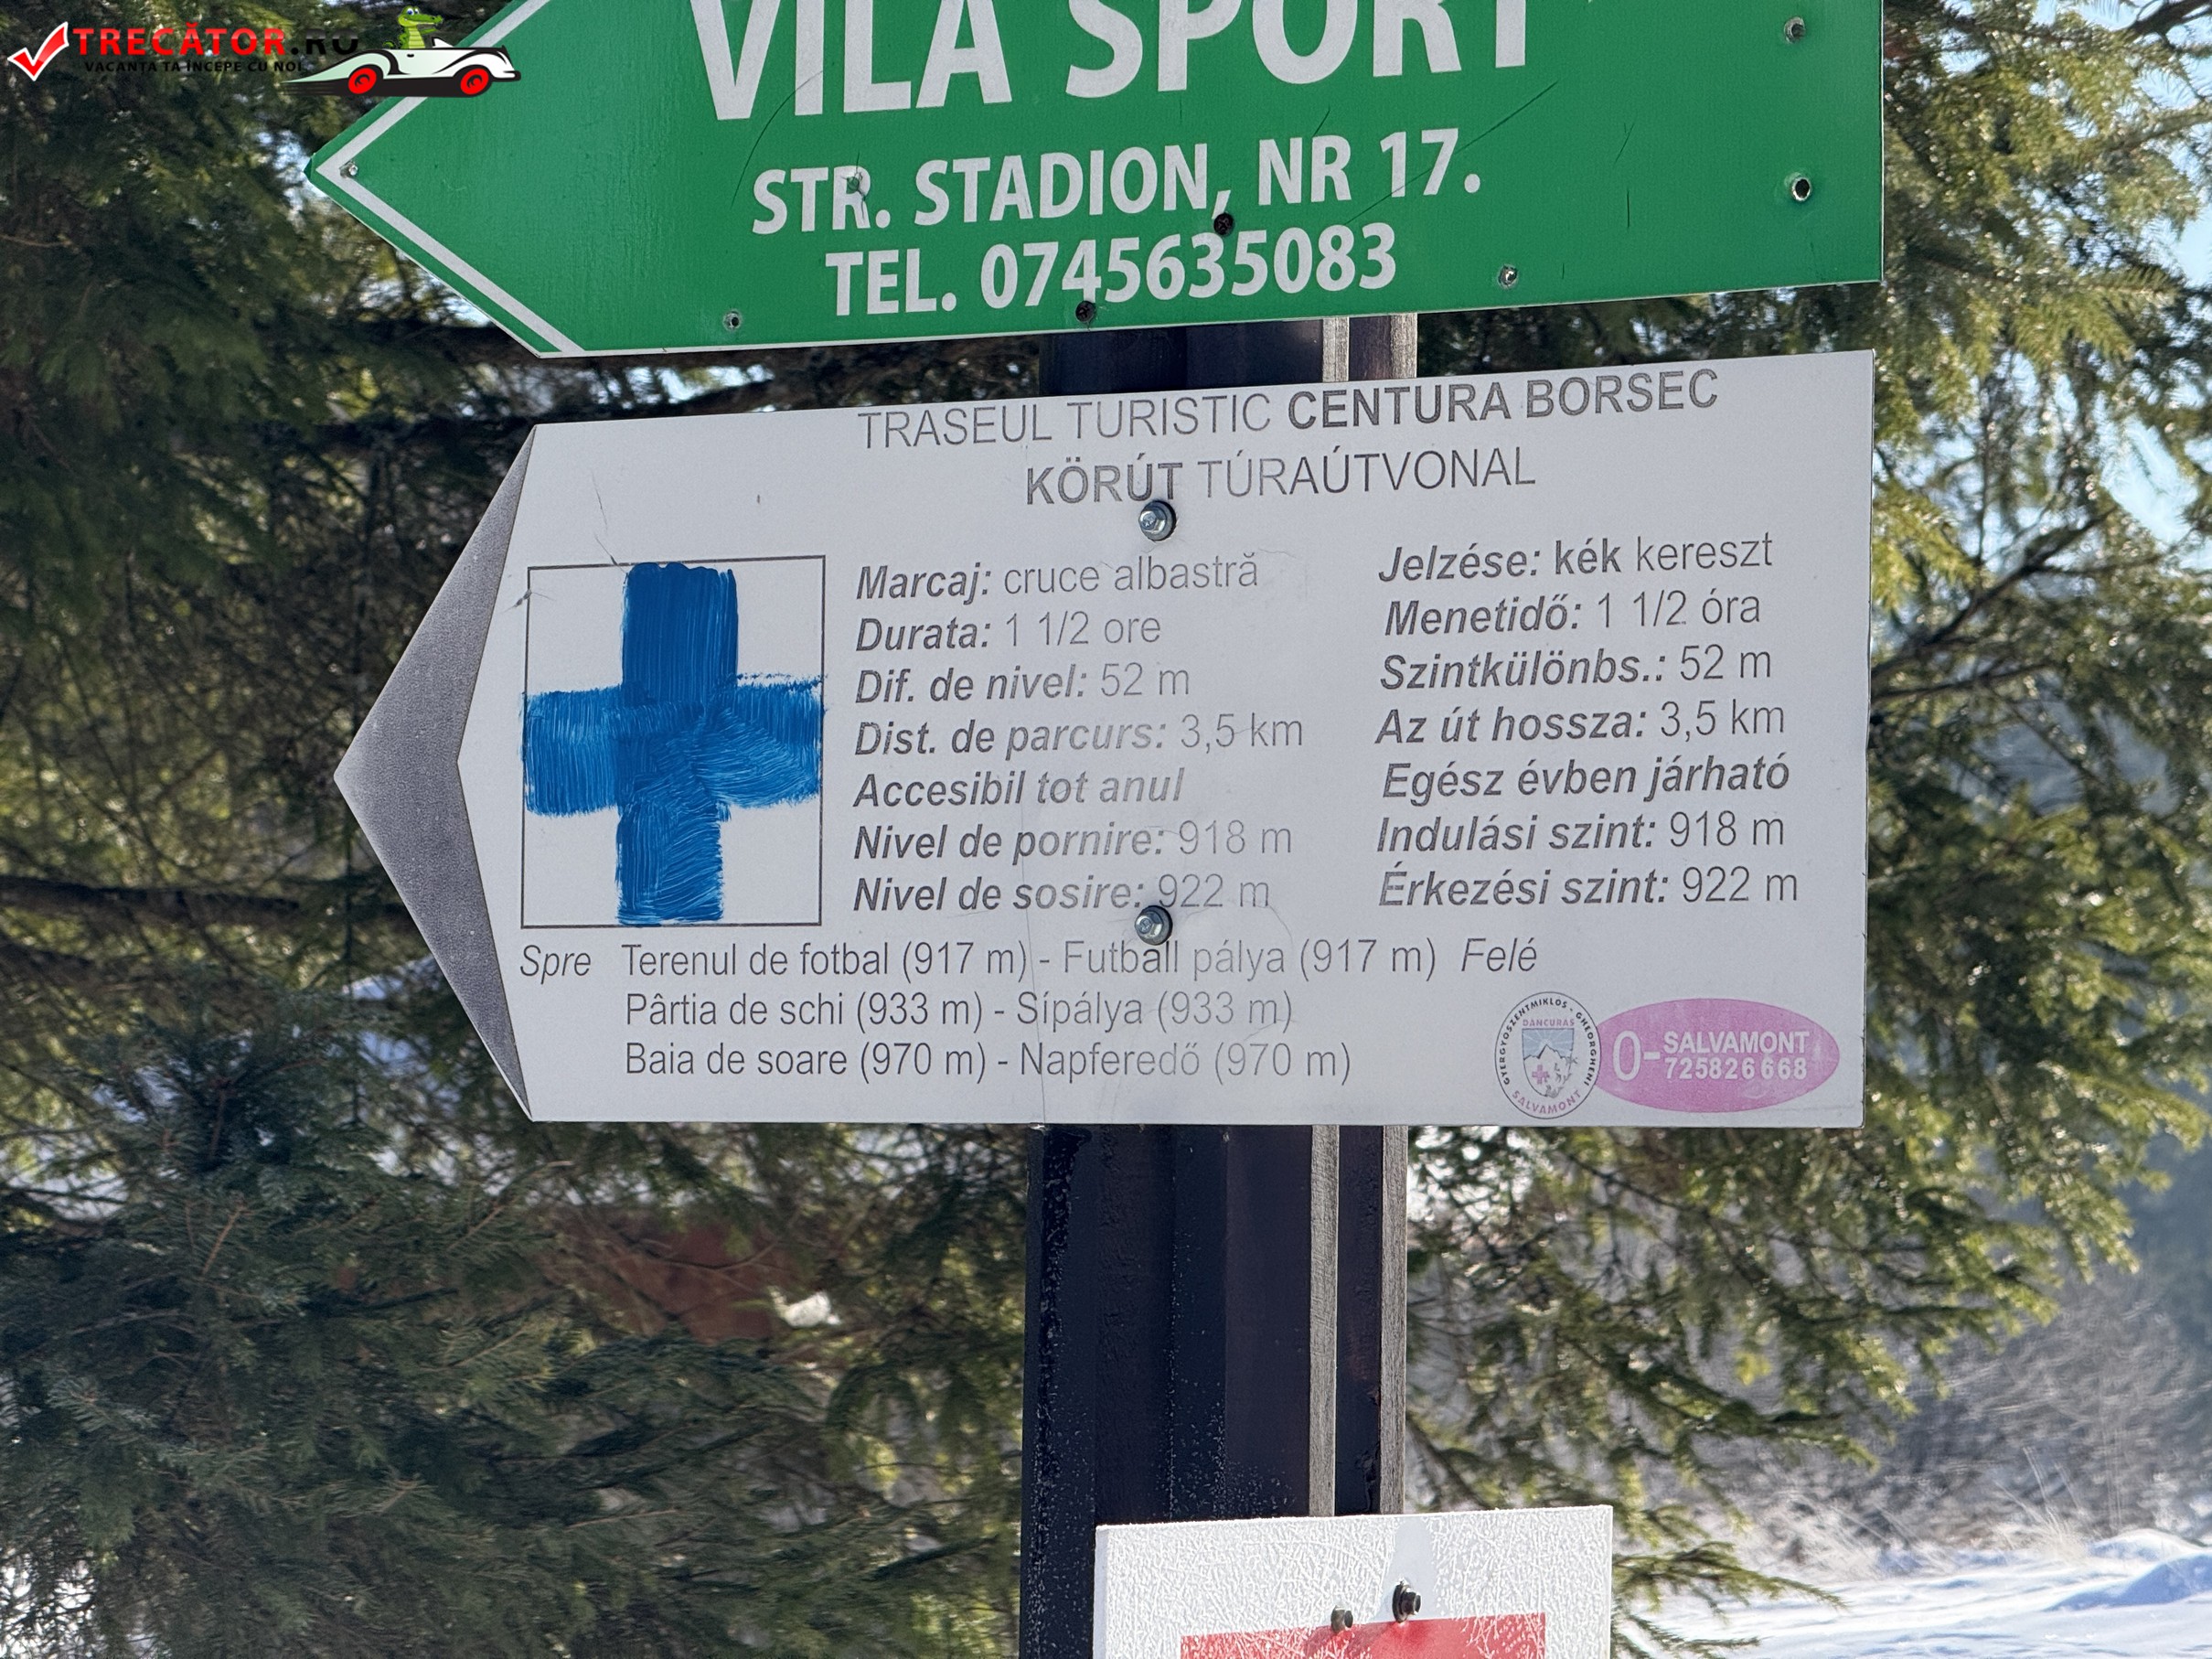 TRECĂTOR.RO
VACANȚA TA ÎNCEPE CU NOI
VILA SPORT
STR. STADION, NR 17.
TEL. 0745635083
TRASEUL TURISTIC CENTURA BORSEC
KÖRÚT TÚRAÚTVONAL
Marcaj: cruce albastră
Durata: 1 1/2 ore
Dif. de nivel: 52 m
Dist. de parcurs: 3,5 km
Accesibil tot anul
Nivel de pornire: 918 m
Nivel de sosire: 922 m
Jelzése: kék kereszt
Menetidő: 1 1/2 óra
Szintkülönbs.: 52 m
Az út hossza: 3,5 km
Egész évben járható
Indulási szint: 918 m
Érkezési szint: 922 m
Spre Terenul de fotbal (917 m) - Futball pálya (917 m) Felé
Pârtia de schi (933 m) - Sípálya (933 m)
Baia de soare (970 m) - Napferedő (970 m)
GYERGYÓSZENTMIKLÓS · GHEORGHENI
DANCURAS
SALVAMONT
0-SALVAMONT
725826668